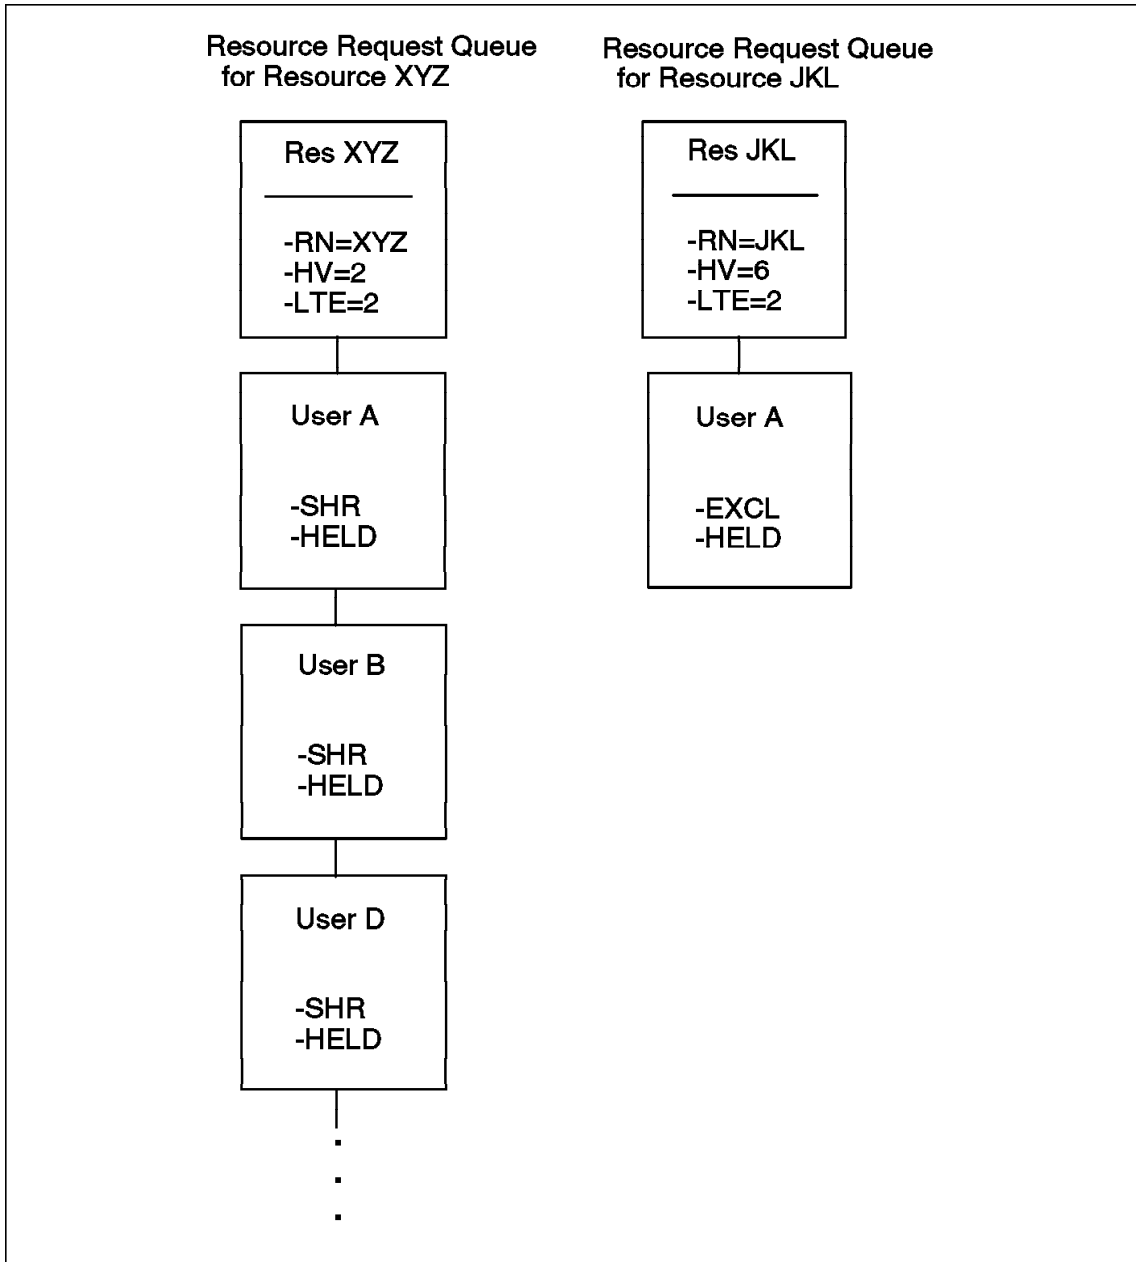 Resource Request Queue
for Resource XYZ
Res XYZ
-RN=XYZ
-HV=2
-LTE=2
User A
-SHR
-HELD
User B
-SHR
-HELD
User D
-SHR
-HELD
Resource Request Queue
for Resource JKL
Res JKL
-RN=JKL
-HV=6
-LTE=2
User A
-EXCL
-HELD